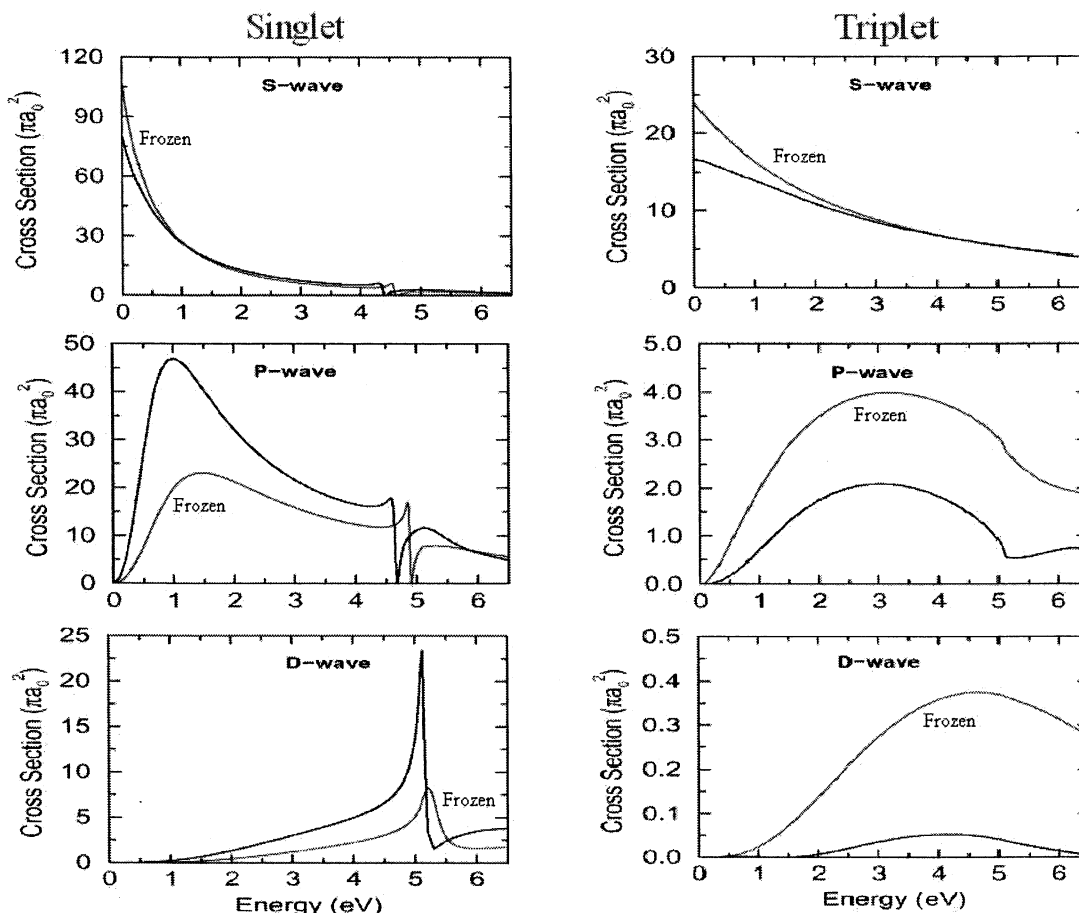 Singlet
Triplet
S-wave
Frozen
Cross Section (πa₀²)
0
30
60
90
120
0 1 2 3 4 5 6
S-wave
Frozen
Cross Section (πa₀²)
0
10
20
30
0 1 2 3 4 5 6
P-wave
Frozen
Cross Section (πa₀²)
0
10
20
30
40
50
0 1 2 3 4 5 6
P-wave
Frozen
Cross Section (πa₀²)
0.0
1.0
2.0
3.0
4.0
5.0
0 1 2 3 4 5 6
D-wave
Frozen
Cross Section (πa₀²)
0
5
10
15
20
25
0 1 2 3 4 5 6
Energy (eV)
D-wave
Frozen
Cross Section (πa₀²)
0.0
0.1
0.2
0.3
0.4
0.5
0 1 2 3 4 5 6
Energy (eV)